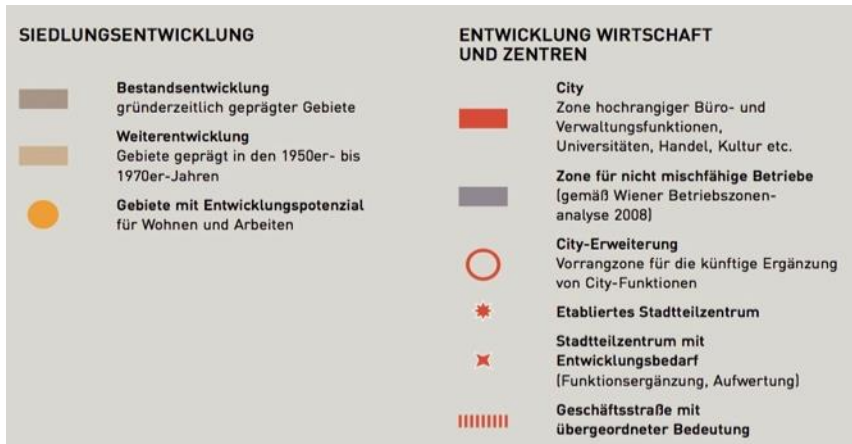 SIEDLUNGSENTWICKLUNG
Bestandsentwicklung
gründerzeitlich geprägter Gebiete
Weiterentwicklung
Gebiete geprägt in den 1950er- bis
1970er-Jahren
Gebiete mit Entwicklungspotenzial
für Wohnen und Arbeiten
ENTWICKLUNG WIRTSCHAFT
UND ZENTREN
City
Zone hochrangiger Büro- und
Verwaltungsfunktionen,
Universitäten, Handel, Kultur etc.
Zone für nicht mischfähige Betriebe
(gemäß Wiener Betriebszonen-
analyse 2008)
City-Erweiterung
Vorrangzone für die künftige Ergänzung
von City-Funktionen
Etabliertes Stadtteilzentrum
Stadtteilzentrum mit
Entwicklungsbedarf
(Funktionsergänzung, Aufwertung)
Geschäftsstraße mit
übergeordneter Bedeutung